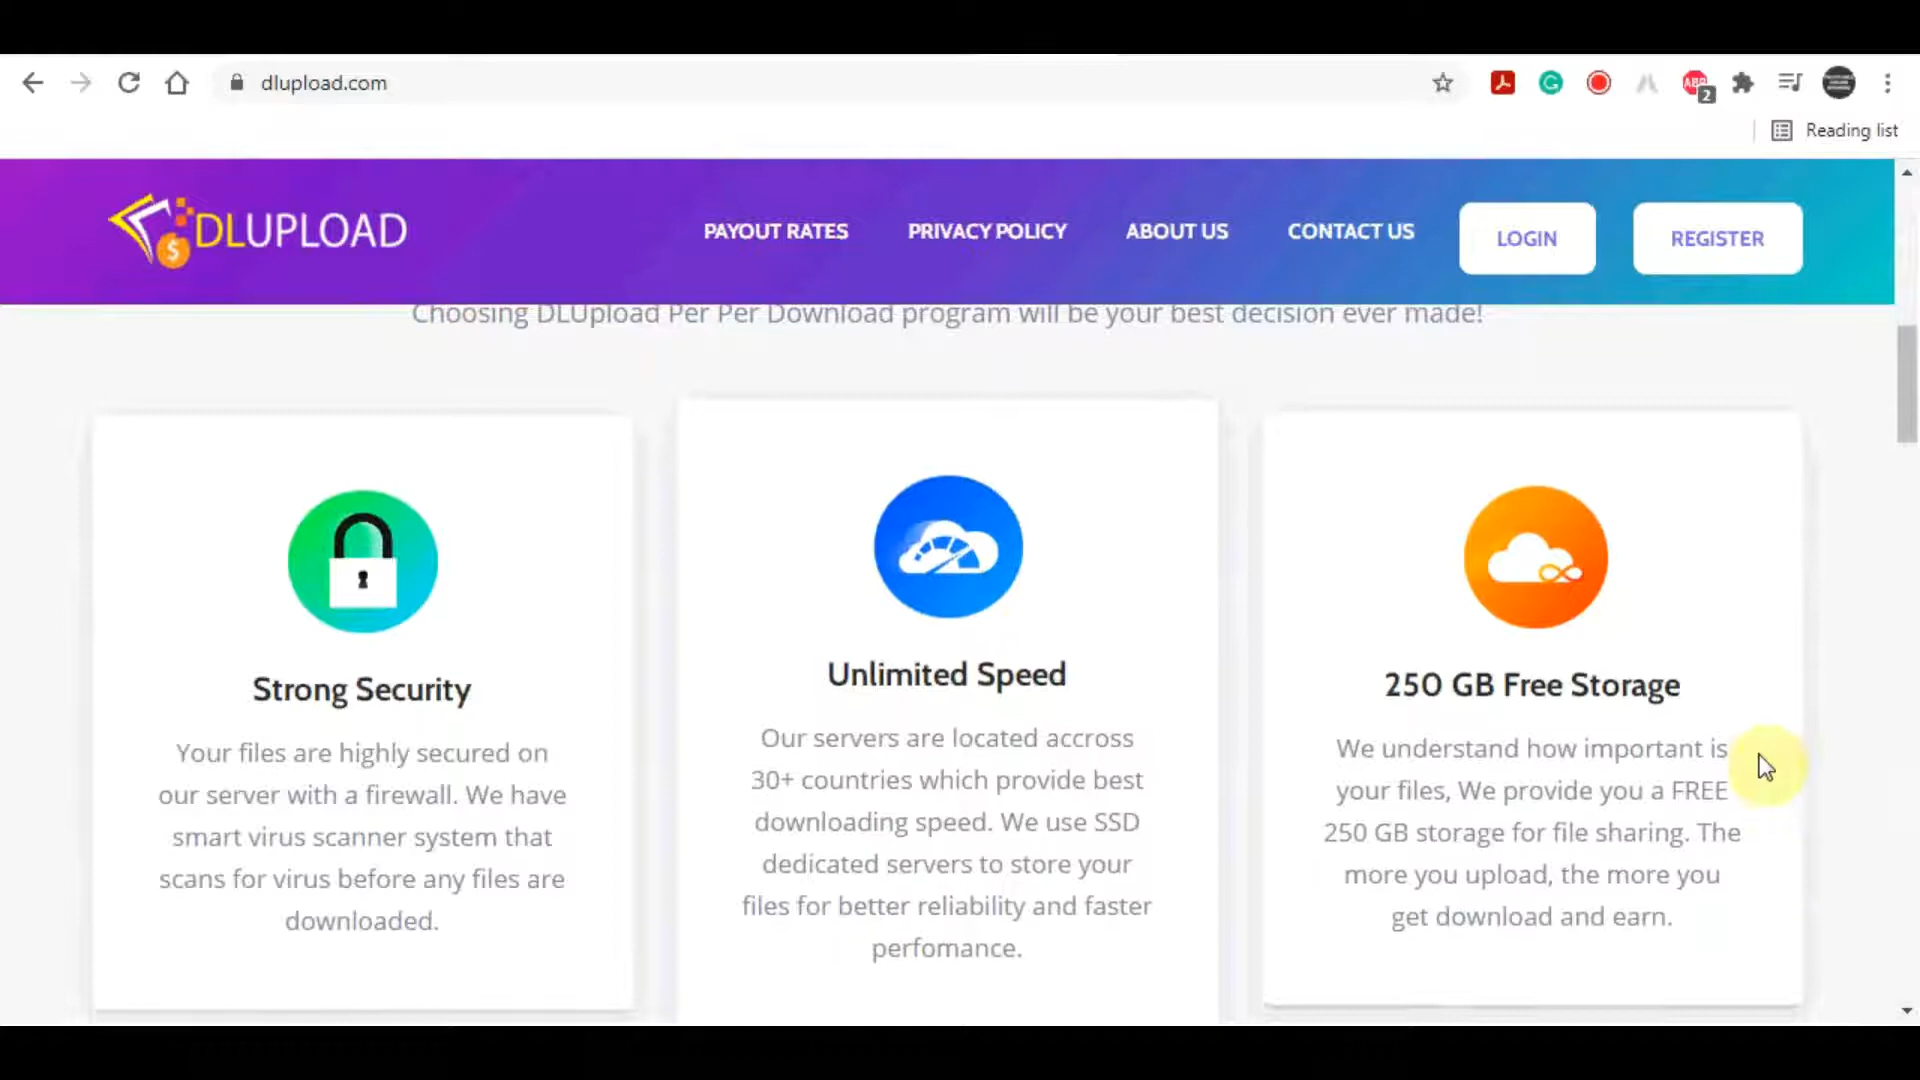 dlupload.com
ABP
2
Reading list
DLUPLOAD
$
PAYOUT RATES
PRIVACY POLICY
ABOUT US
CONTACT US
LOGIN
REGISTER
Choosing DLUpload Per Per Download program will be your best decision ever made!
Strong Security
Your files are highly secured on
our server with a firewall. We have
smart virus scanner system that
scans for virus before any files are
downloaded.
Unlimited Speed
Our servers are located accross
30+ countries which provide best
downloading speed. We use SSD
dedicated servers to store your
files for better reliability and faster
perfomance.
250 GB Free Storage
We understand how important is
your files, We provide you a FREE
250 GB storage for file sharing. The
more you upload, the more you
get download and earn.